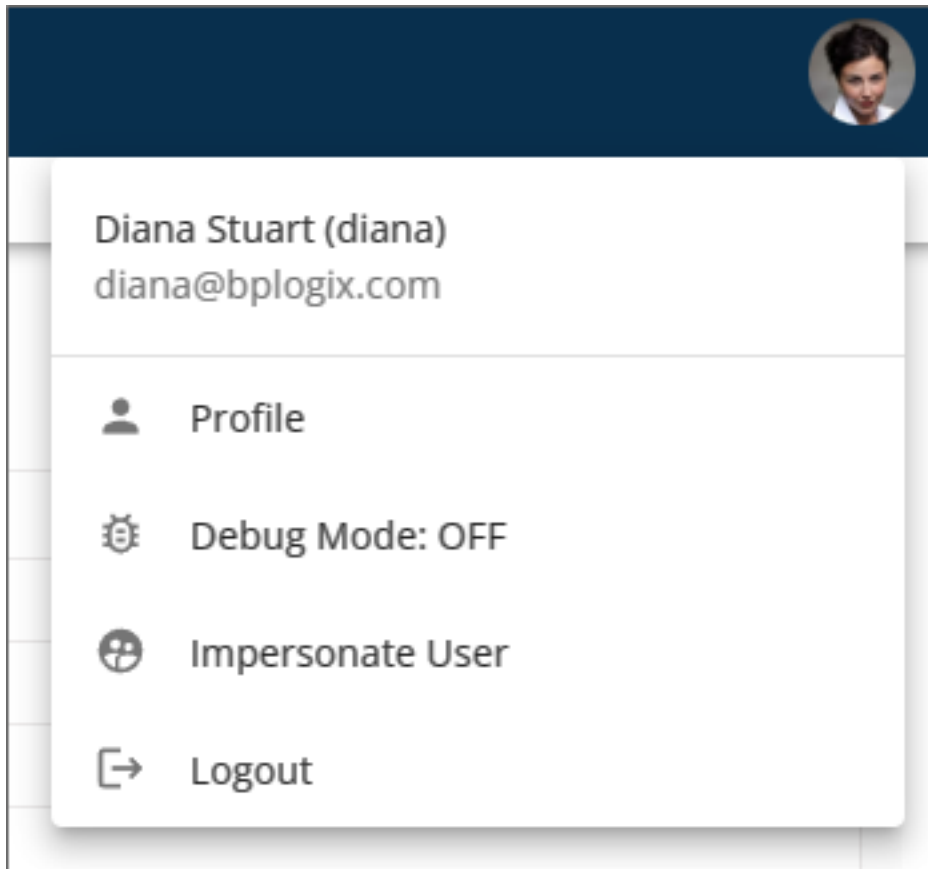 Diana Stuart (diana)
diana@bplogix.com
Profile
Debug Mode: OFF
Impersonate User
Logout